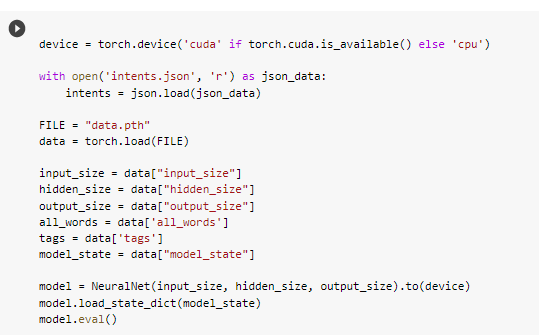 device = torch.device('cuda' if torch.cuda.is_available() else 'cpu')
with open('intents.json', 'r') as json_data:
    intents = json.load(json_data)
FILE = "data.pth"
data = torch.load(FILE)
input_size = data["input_size"]
hidden_size = data["hidden_size"]
output_size = data["output_size"]
all_words = data['all_words']
tags = data['tags']
model_state = data["model_state"]
model = NeuralNet(input_size, hidden_size, output_size).to(device)
model.load_state_dict(model_state)
model.eval()